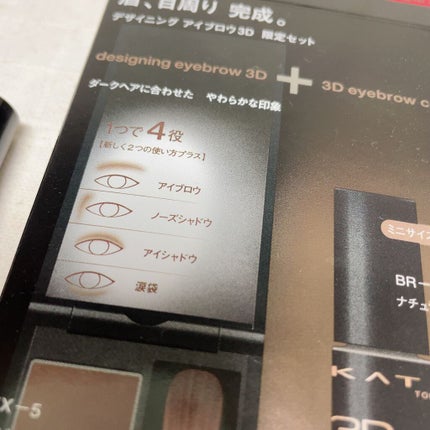 眉、目周り 完成。
デザイニング アイブロウ3D 限定セット
designing eyebrow 3D + 3D eyebrow c
ダークヘアに合わせた やわらかな印象
1つで4役
【新しく2つの使い方プラス】
アイブロウ
ノーズシャドウ
アイシャドウ
涙袋
ミニサイズ
BR-
ナチュ
KAT
TO
3D
X-5